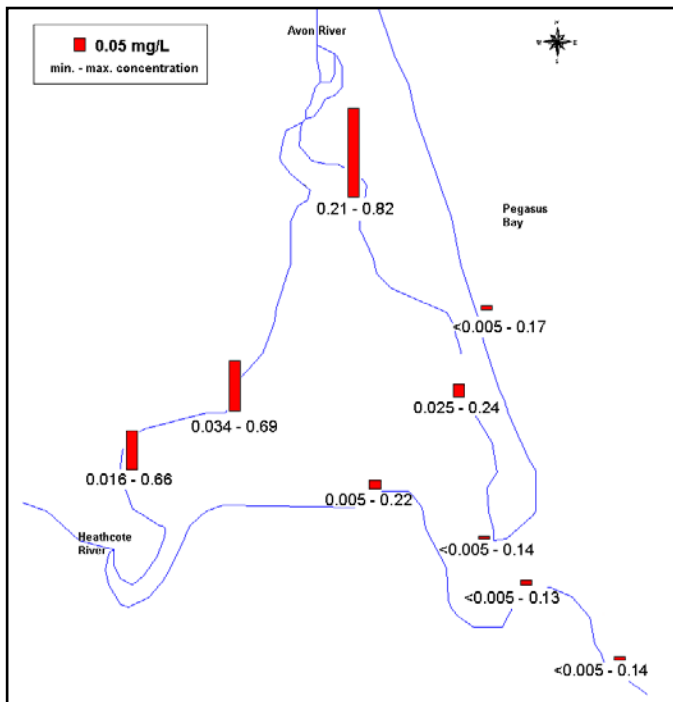 Avon River
0.05 mg/L
min. - max. concentration
N
W
E
S
0.21 - 0.82
Pegasus
Bay
<0.005 - 0.17
0.025 - 0.24
0.034 - 0.69
0.016 - 0.66
0.005 - 0.22
Heathcote
River
<0.005 - 0.14
<0.005 - 0.13
<0.005 - 0.14